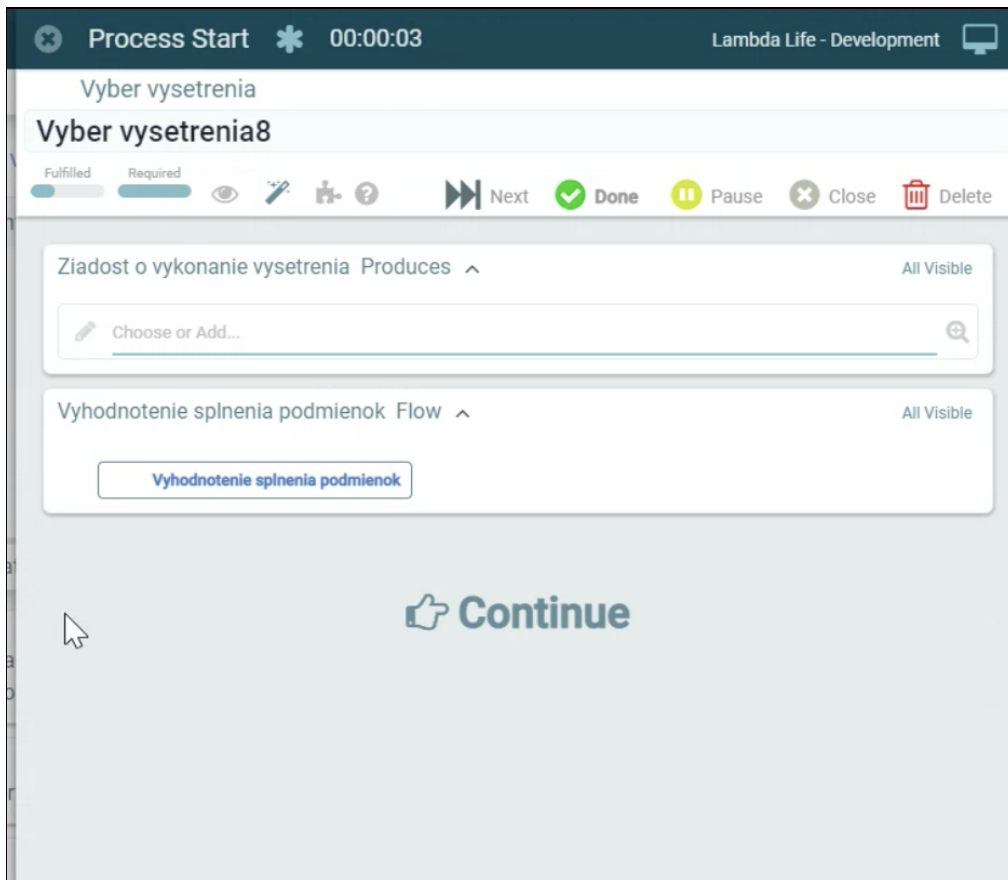 Process Start 00:00:03 Lambda Life - Development
Vyber vysetrenia
Vyber vysetrenia8
Fulfilled Required Next Done Pause Close Delete
Ziadost o vykonanie vysetrenia Produces All Visible
Choose or Add...
Vyhodnotenie splnenia podmienok Flow All Visible
Vyhodnotenie splnenia podmienok
Continue